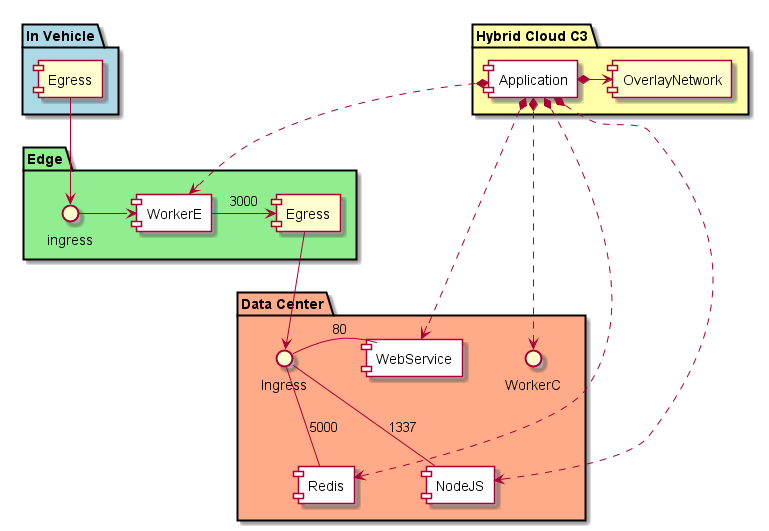 In Vehicle
Hybrid Cloud C3
Egress
Application
OverlayNetwork
Edge
WorkerE
3000
Egress
ingress
Data Center
80
WebService
Ingress
WorkerC
5000
1337
Redis
NodeJS